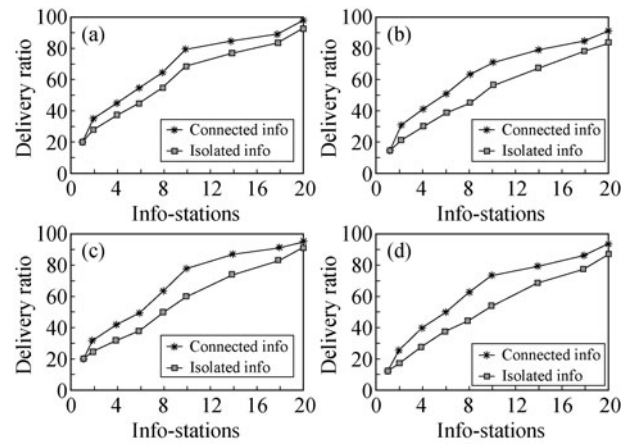 (a)
Delivery ratio
100
80
60
40
20
0
Connected info
Isolated info
0 4 8 12 16 20
Info-stations
(b)
Delivery ratio
100
80
60
40
20
0
Connected info
Isolated info
0 4 8 12 16 20
Info-stations
(c)
Delivery ratio
100
80
60
40
20
0
Connected info
Isolated info
0 4 8 12 16 20
Info-stations
(d)
Delivery ratio
100
80
60
40
20
0
Connected info
Isolated info
0 4 8 12 16 20
Info-stations